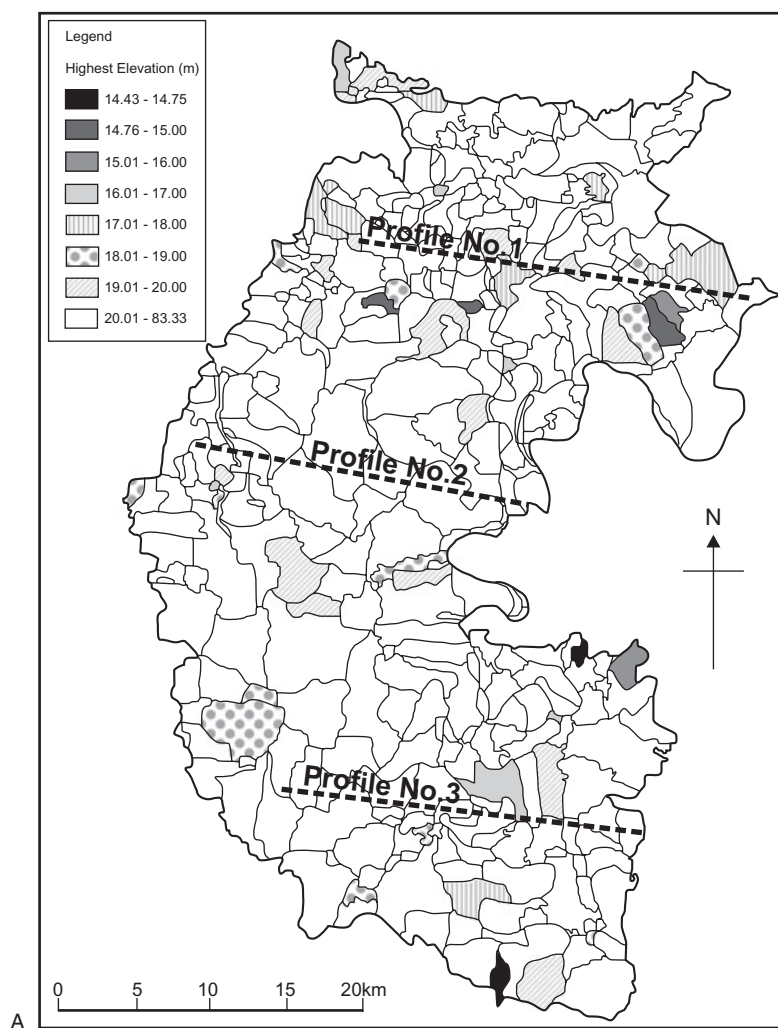 Legend
Highest Elevation (m)
14.43 - 14.75
14.76 - 15.00
15.01 - 16.00
16.01 - 17.00
17.01 - 18.00
18.01 - 19.00
19.01 - 20.00
20.01 - 83.33
Profile No.1
Profile No.2
N
Profile No.3
0 5 10 15 20km
A